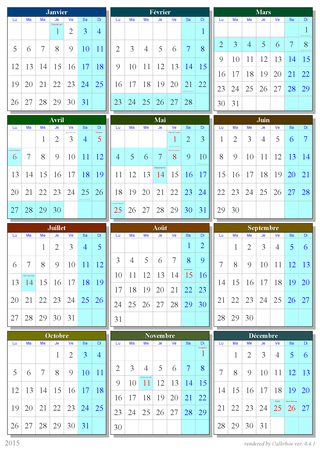 Janvier
Lu Ma Me Je Ve Sa Di
1 2 3 4
5 6 7 8 9 10 11
12 13 14 15 16 17 18
19 20 21 22 23 24 25
26 27 28 29 30 31
Février
Lu Ma Me Je Ve Sa Di
1
2 3 4 5 6 7 8
9 10 11 12 13 14 15
16 17 18 19 20 21 22
23 24 25 26 27 28
Mars
Lu Ma Me Je Ve Sa Di
1
2 3 4 5 6 7 8
9 10 11 12 13 14 15
16 17 18 19 20 21 22
23 24 25 26 27 28 29
30 31
Avril
Lu Ma Me Je Ve Sa Di
1 2 3 4 5
6 7 8 9 10 11 12
13 14 15 16 17 18 19
20 21 22 23 24 25 26
27 28 29 30
Mai
Lu Ma Me Je Ve Sa Di
1 2 3
4 5 6 7 8 9 10
11 12 13 14 15 16 17
18 19 20 21 22 23 24
25 26 27 28 29 30 31
Juin
Lu Ma Me Je Ve Sa Di
1 2 3 4 5 6 7
8 9 10 11 12 13 14
15 16 17 18 19 20 21
22 23 24 25 26 27 28
29 30
Juillet
Lu Ma Me Je Ve Sa Di
1 2 3 4 5
6 7 8 9 10 11 12
13 14 15 16 17 18 19
20 21 22 23 24 25 26
27 28 29 30 31
Août
Lu Ma Me Je Ve Sa Di
1 2
3 4 5 6 7 8 9
10 11 12 13 14 15 16
17 18 19 20 21 22 23
24 25 26 27 28 29 30
31
Septembre
Lu Ma Me Je Ve Sa Di
1 2 3 4 5 6
7 8 9 10 11 12 13
14 15 16 17 18 19 20
21 22 23 24 25 26 27
28 29 30
Octobre
Lu Ma Me Je Ve Sa Di
1 2 3 4
5 6 7 8 9 10 11
12 13 14 15 16 17 18
19 20 21 22 23 24 25
26 27 28 29 30 31
Novembre
Lu Ma Me Je Ve Sa Di
1
2 3 4 5 6 7 8
9 10 11 12 13 14 15
16 17 18 19 20 21 22
23 24 25 26 27 28 29
30
Décembre
Lu Ma Me Je Ve Sa Di
1 2 3 4 5 6
7 8 9 10 11 12 13
14 15 16 17 18 19 20
21 22 23 24 25 26 27
28 29 30 31
2015
rendered by Callirhoe ver. 0.4.1